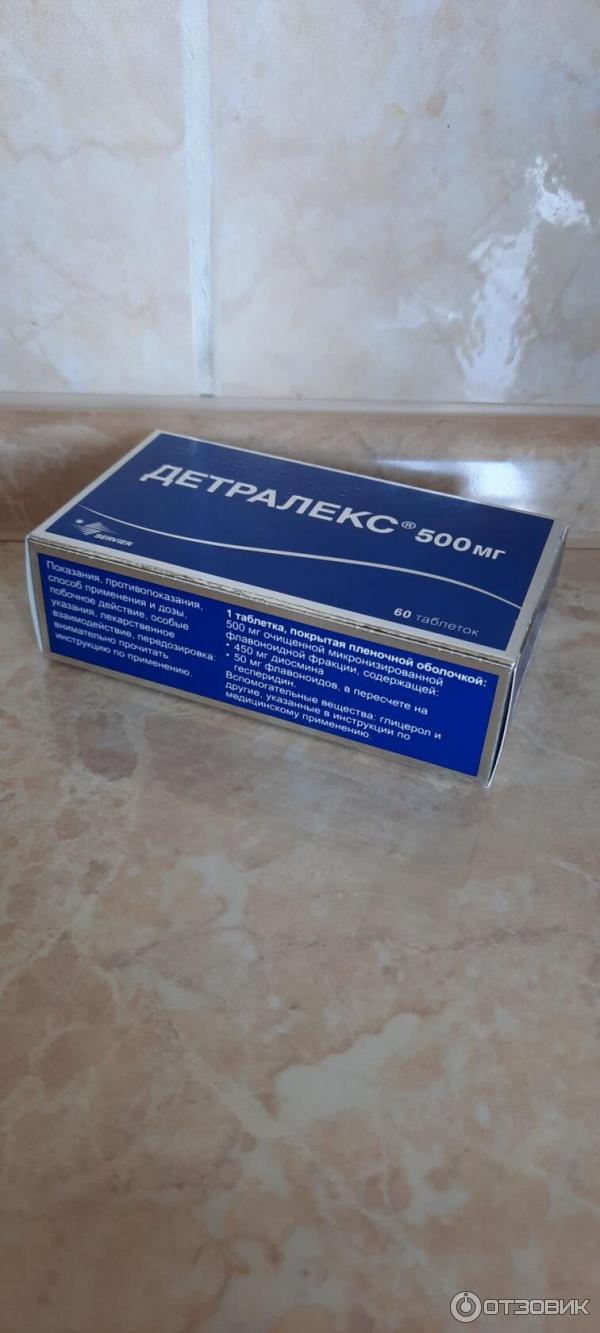 ДЕТРАЛЕКС® 500 мг
SERVIER
60 таблеток
Показания, противопоказания,
способ применения и дозы,
побочное действие, особые
указания, лекарственное
взаимодействие, передозировка:
внимательно прочитать
инструкцию по применению.
1 таблетка, покрытая пленочной оболочкой:
500 мг очищенной микронизированной
флавоноидной фракции, содержащей:
• 450 мг диосмина
• 50 мг флавоноидов, в пересчете на
гесперидин.
Вспомогательные вещества: глицерол и
другие, указанные в инструкции по
медицинскому применению.
ОТЗОВИК